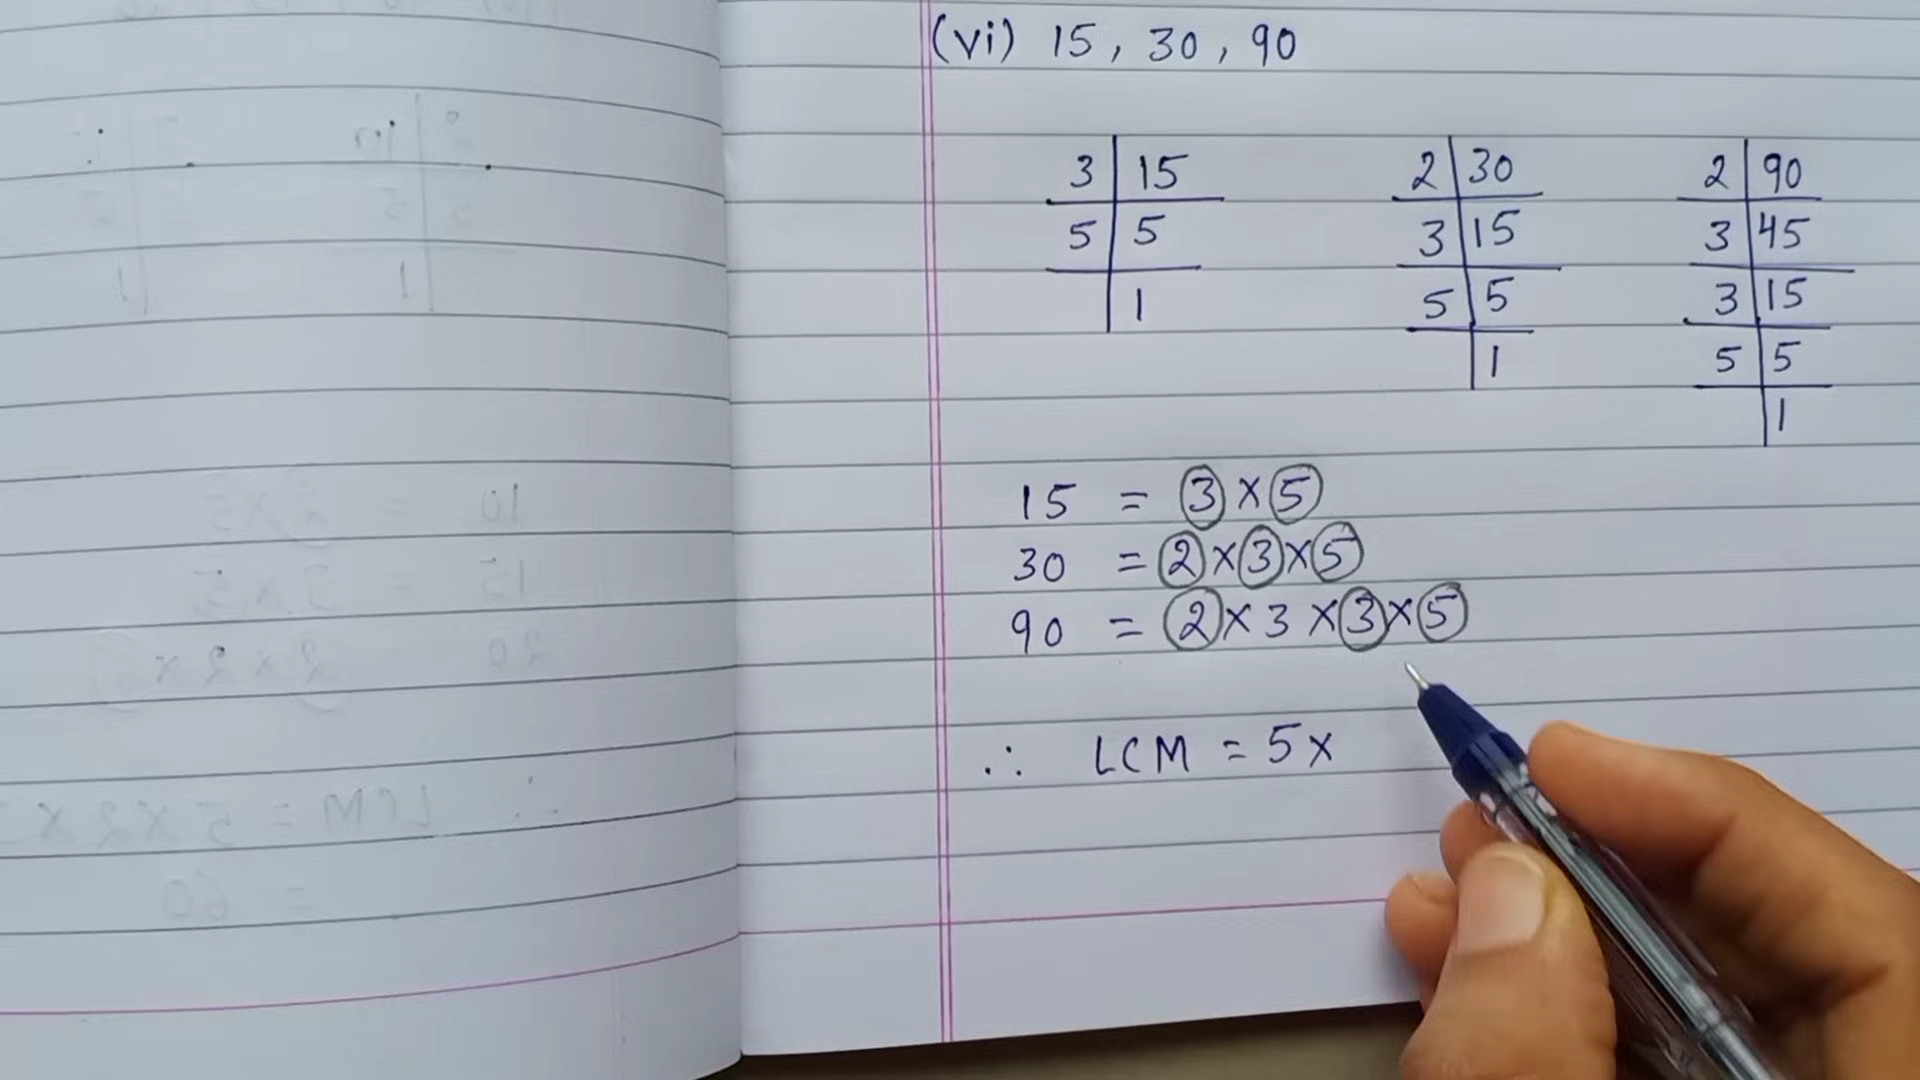 (vi) 15, 30, 90
3 | 15
5 | 5
1
2 | 30
3 | 15
5 | 5
1
2 | 90
3 | 45
3 | 15
5 | 5
1
15 = 3 × 5
30 = 2 × 3 × 5
90 = 2 × 3 × 3 × 5
∴ LCM = 5 ×